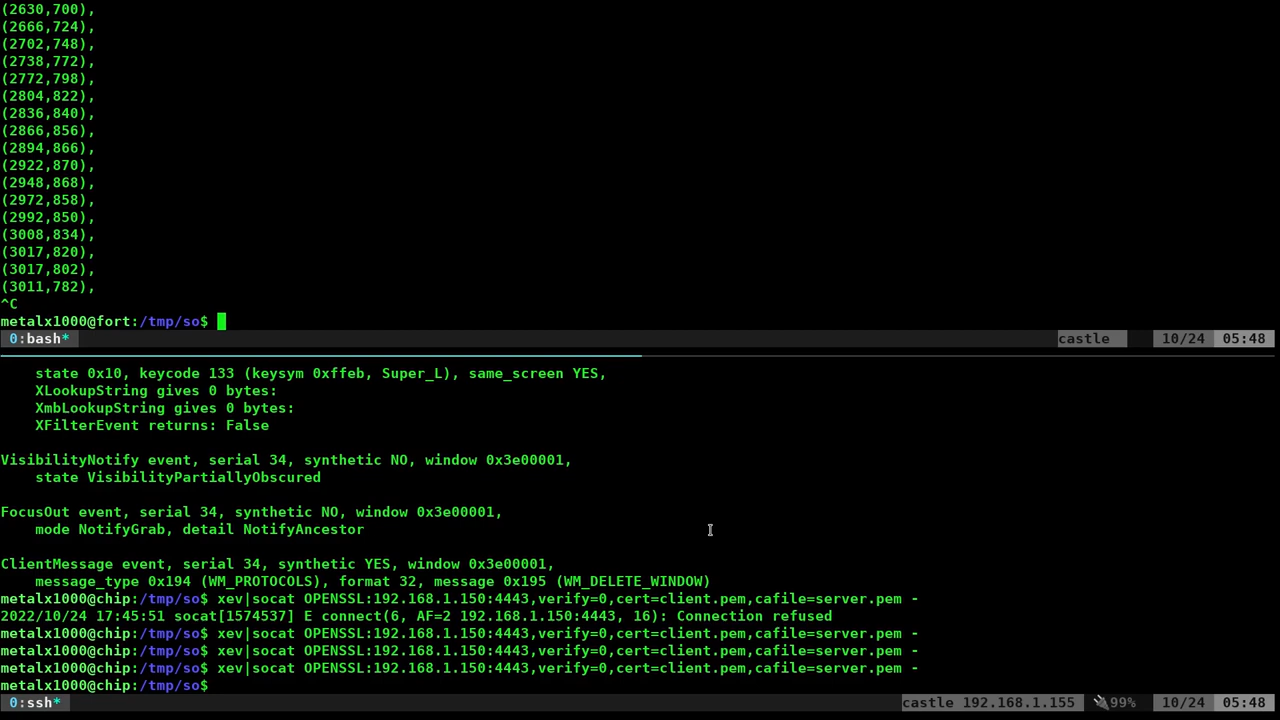 (2630,700),
(2666,724),
(2702,748),
(2738,772),
(2772,798),
(2804,822),
(2836,840),
(2866,856),
(2894,866),
(2922,870),
(2948,868),
(2972,858),
(2992,850),
(3008,834),
(3017,820),
(3017,802),
(3011,782),
^C
metalx1000@fort:/tmp/so$
0:bash* castle 10/24 05:48
state 0x10, keycode 133 (keysym 0xffeb, Super_L), same_screen YES,
XLookupString gives 0 bytes:
XmbLookupString gives 0 bytes:
XFilterEvent returns: False
VisibilityNotify event, serial 34, synthetic NO, window 0x3e00001,
state VisibilityPartiallyObscured
FocusOut event, serial 34, synthetic NO, window 0x3e00001,
mode NotifyGrab, detail NotifyAncestor
ClientMessage event, serial 34, synthetic YES, window 0x3e00001,
message_type 0x194 (WM_PROTOCOLS), format 32, message 0x195 (WM_DELETE_WINDOW)
metalx1000@chip:/tmp/so$ xev|socat OPENSSL:192.168.1.150:4443,verify=0,cert=client.pem,cafile=server.pem -
2022/10/24 17:45:51 socat[1574537] E connect(6, AF=2 192.168.1.150:4443, 16): Connection refused
metalx1000@chip:/tmp/so$ xev|socat OPENSSL:192.168.1.150:4443,verify=0,cert=client.pem,cafile=server.pem -
metalx1000@chip:/tmp/so$ xev|socat OPENSSL:192.168.1.150:4443,verify=0,cert=client.pem,cafile=server.pem -
metalx1000@chip:/tmp/so$ xev|socat OPENSSL:192.168.1.150:4443,verify=0,cert=client.pem,cafile=server.pem -
metalx1000@chip:/tmp/so$
0:ssh* castle 192.168.1.155 🔌99% 10/24 05:48